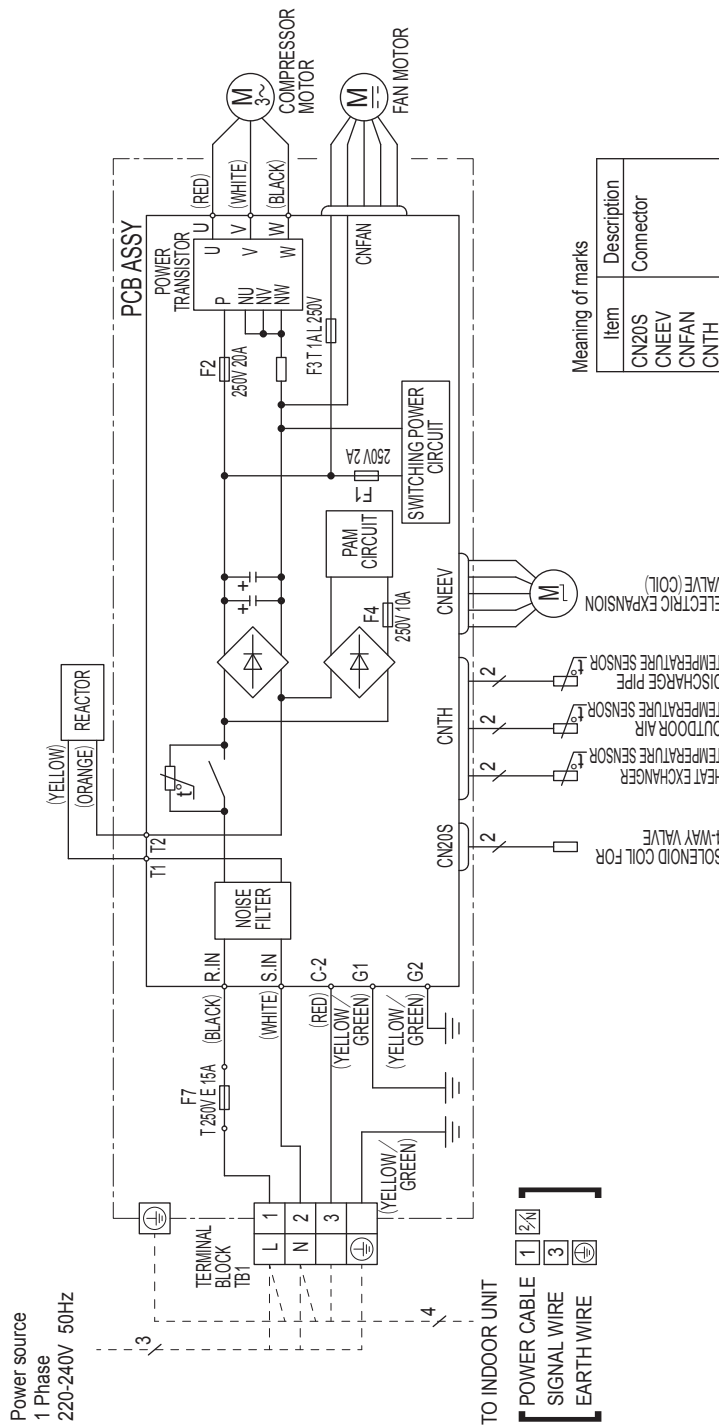 Power source
1 Phase
220-240V 50Hz
3
TERMINAL
BLOCK
TB1
L
1
N
2
3
4
TO INDOOR UNIT
POWER CABLE 1 2/N
SIGNAL WIRE 3
EARTH WIRE
F7
T 250V E 15A
(BLACK)
(WHITE)
(RED)
(YELLOW/
GREEN)
(YELLOW/
GREEN)
(YELLOW/
GREEN)
R.IN
S.IN
C-2
G1
G2
NOISE
FILTER
T1
T2
(YELLOW)
(ORANGE)
REACTOR
t°
+
+
PCB ASSY
POWER
TRANSISTOR
P
NU
NV
NW
U
V
W
U
V
W
(RED)
(WHITE)
(BLACK)
M
3~
COMPRESSOR
MOTOR
M
FAN MOTOR
F2
250V 20A
F3 T 1A L 250V
CNFAN
F1
250V 2A
SWITCHING POWER
CIRCUIT
PAM
CIRCUIT
F4
250V 10A
CN20S
CNTH
CNEEV
2
2
2
2
t°
t°
t°
M
SOLENOID COIL FOR
4-WAY VALVE
HEAT EXCHANGER
TEMPERATURE SENSOR
OUTDOOR AIR
TEMPERATURE SENSOR
DISCHARGE PIPE
TEMPERATURE SENSOR
ELECTRIC EXPANSION
VALVE (COIL)
Meaning of marks
Item Description
CN20S Connector
CNEEV
CNFAN
CNTH